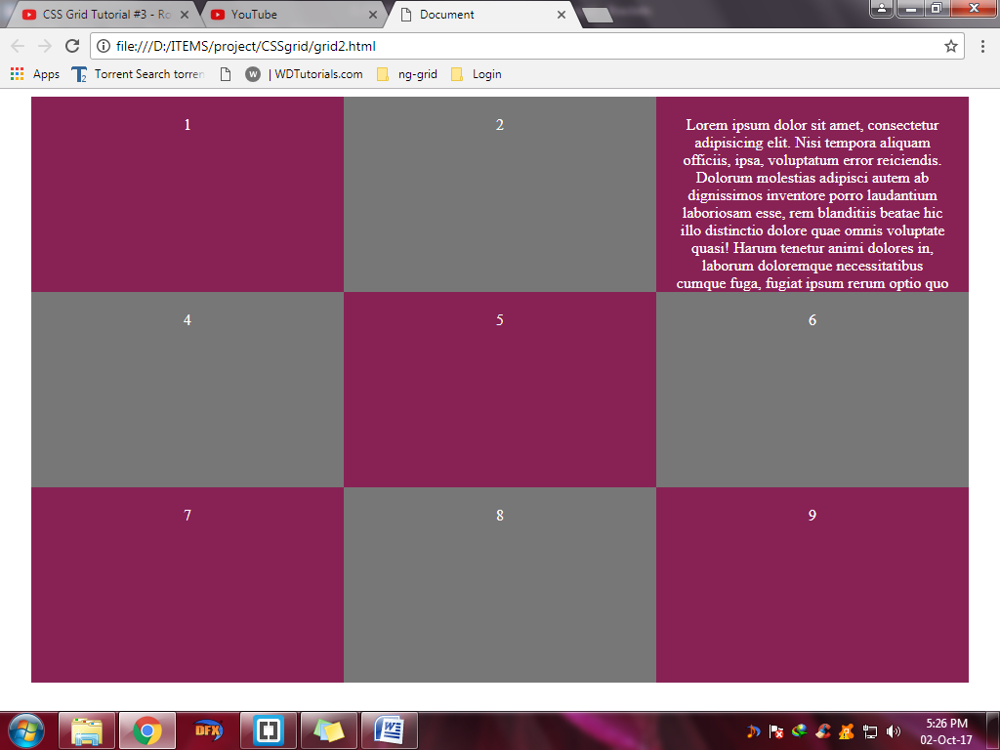 CSS Grid Tutorial #3 - Ro
YouTube
Document
file:///D:/ITEMS/project/CSSgrid/grid2.html
Apps
Torrent Search torren
W | WDTutorials.com
ng-grid
Login
1
2
Lorem ipsum dolor sit amet, consectetur
adipisicing elit. Nisi tempora aliquam
officiis, ipsa, voluptatum error reiciendis.
Dolorum molestias adipisci autem ab
dignissimos inventore porro laudantium
laboriosam esse, rem blanditiis beatae hic
illo distinctio dolore quae omnis voluptate
quasi! Harum tenetur animi dolores in,
laborum doloremque necessitatibus
cumque fuga, fugiat ipsum rerum optio quo
4
5
6
7
8
9
DFX
5:26 PM
02-Oct-17